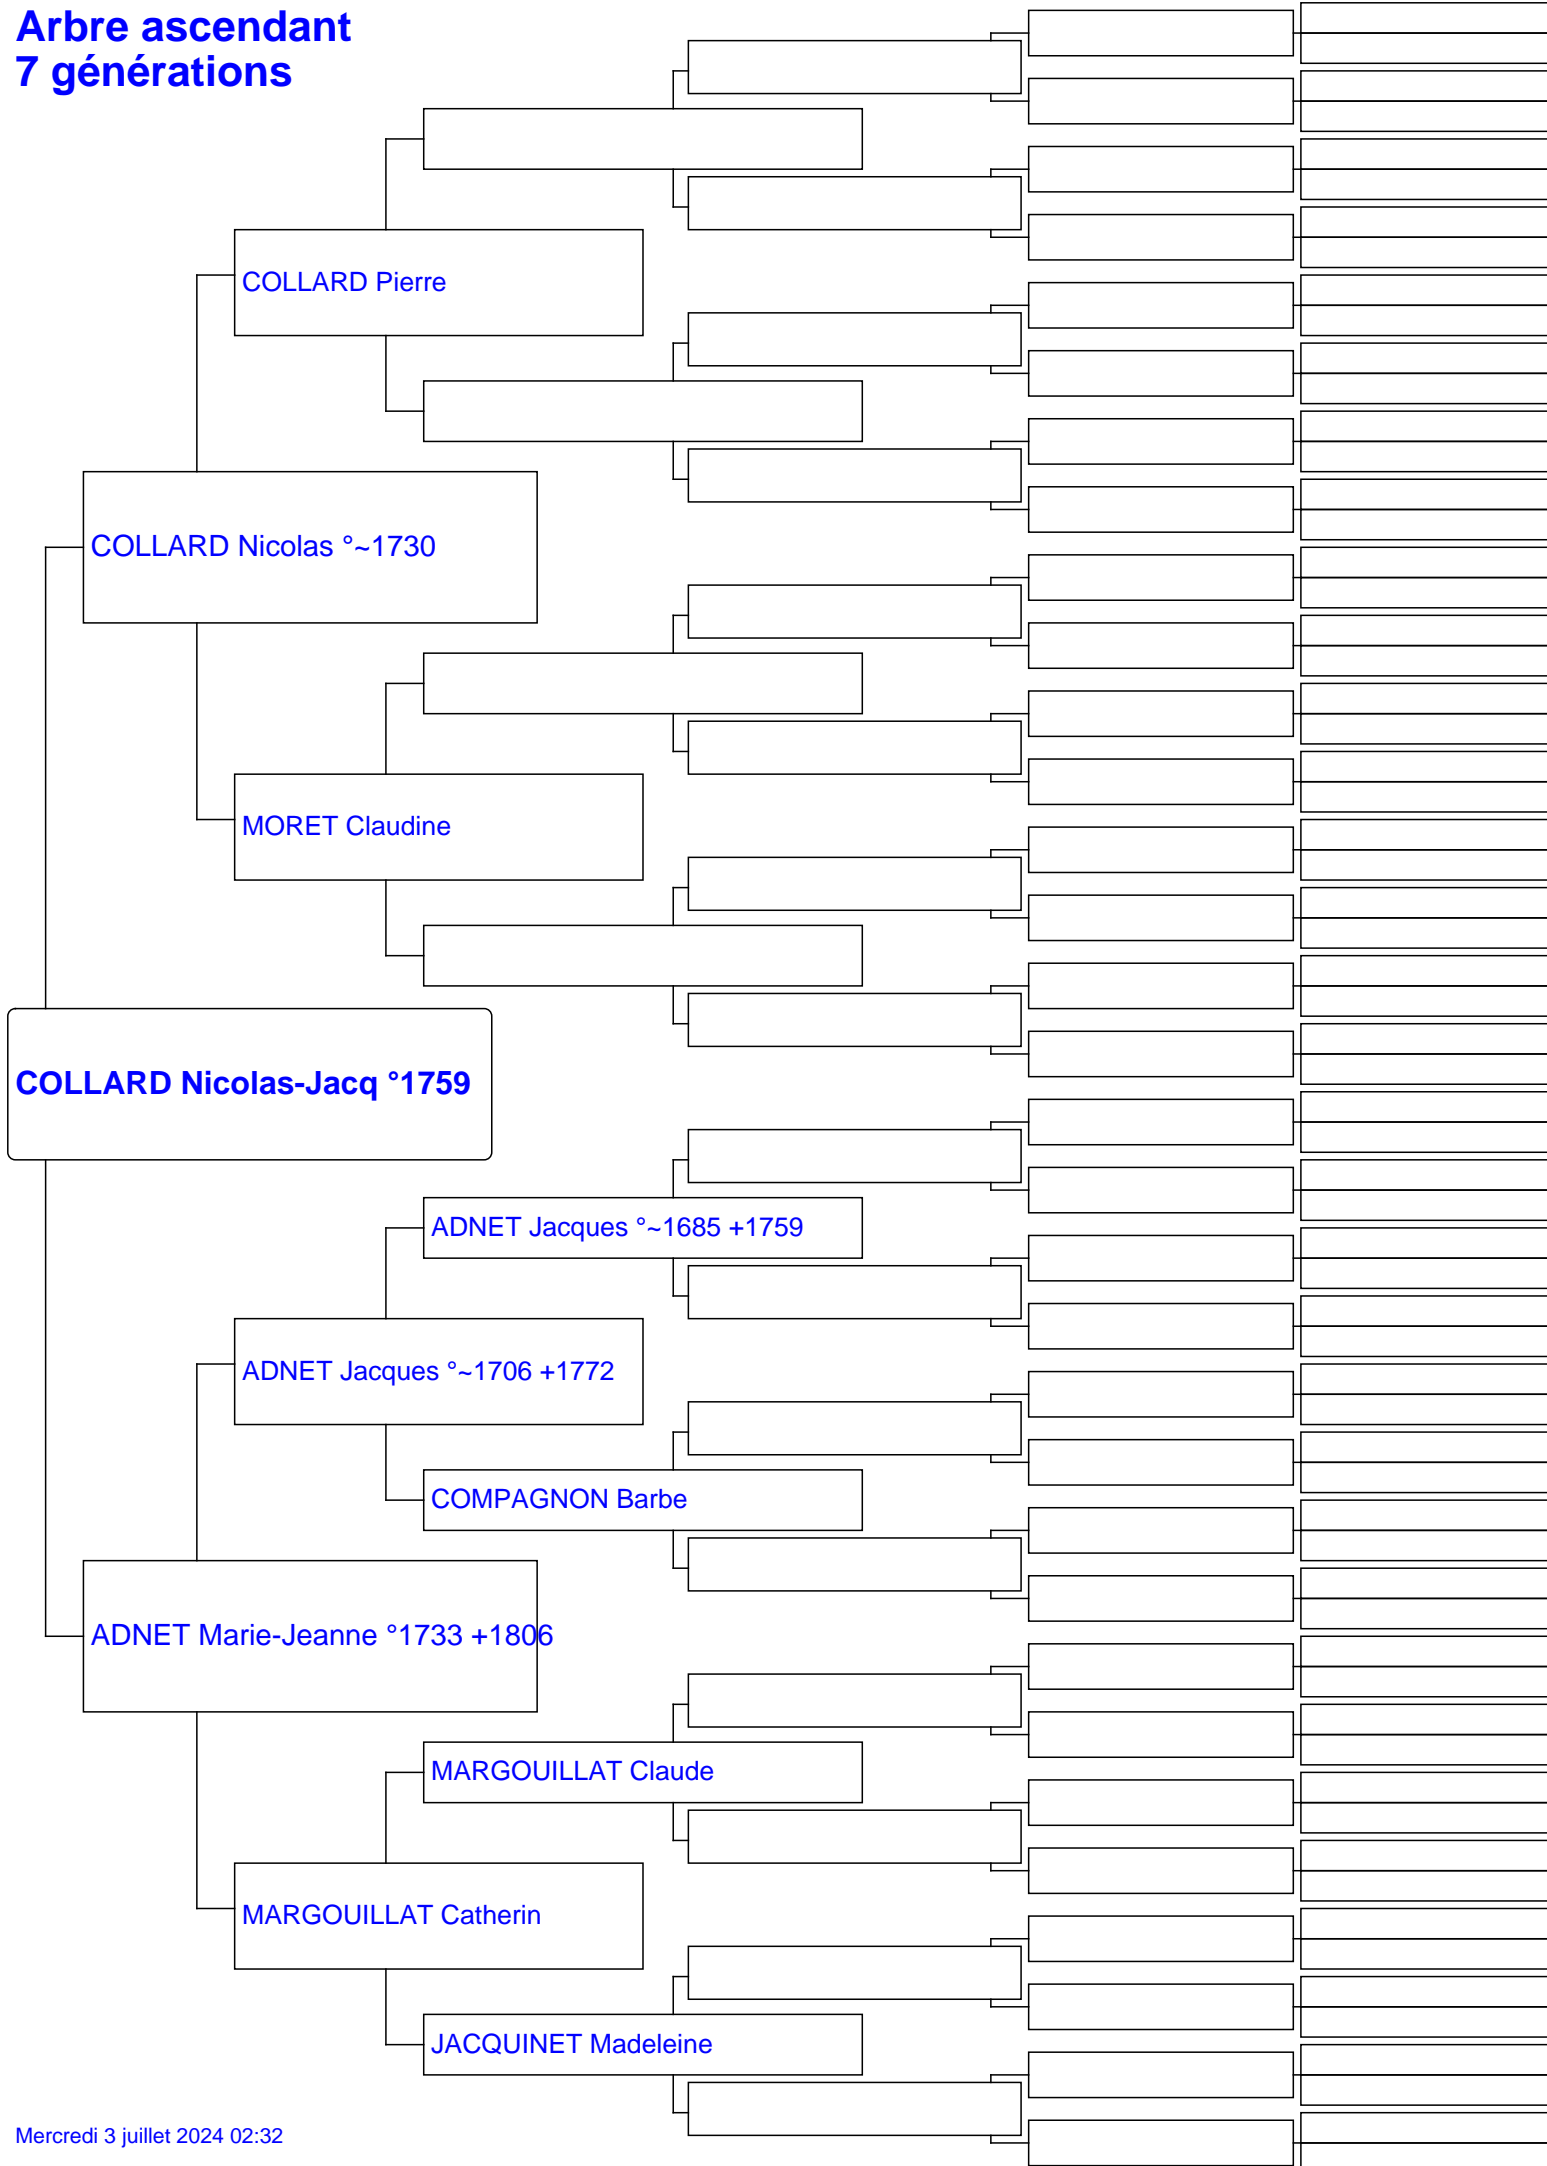 Arbre ascendant
7 générations
COLLARD Pierre
COLLARD Nicolas °~1730
MORET Claudine
COLLARD Nicolas-Jacq °1759
ADNET Jacques °~1685 +1759
ADNET Jacques °~1706 +1772
COMPAGNON Barbe
ADNET Marie-Jeanne °1733 +1806
MARGOUILLAT Claude
MARGOUILLAT Catherin
JACQUINET Madeleine
Mercredi 3 juillet 2024 02:32